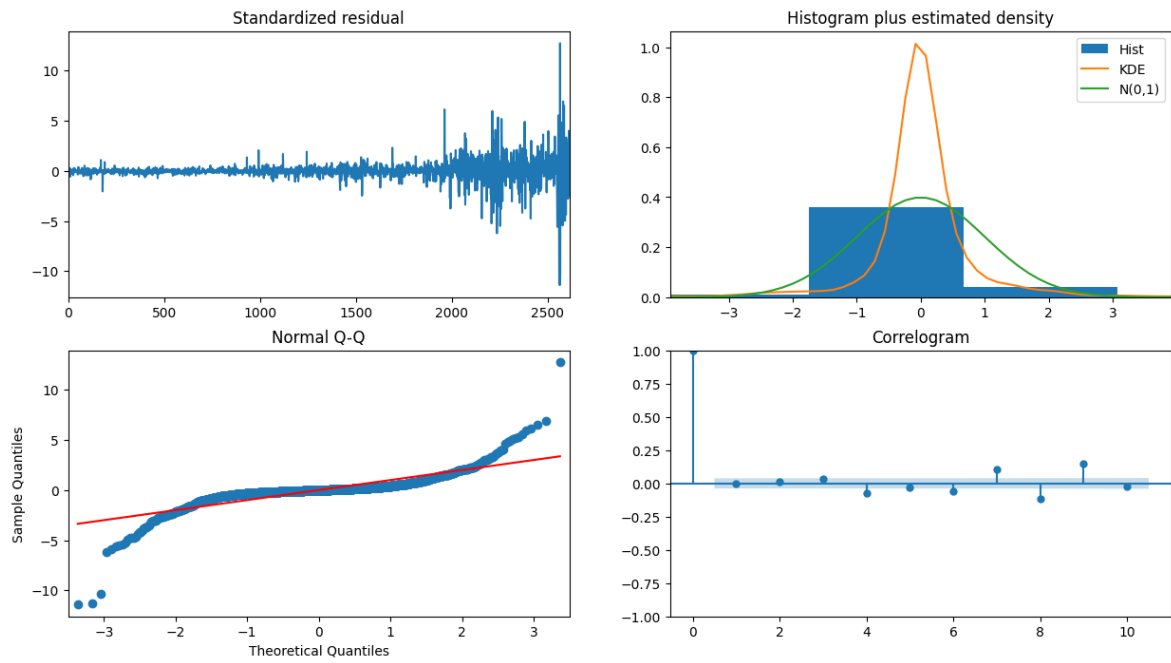 Standardized residual
10
5
0
−5
−10
0 500 1000 1500 2000 2500
Histogram plus estimated density
Hist
KDE
N(0,1)
1.0
0.8
0.6
0.4
0.2
0.0
−3 −2 −1 0 1 2 3
Normal Q-Q
Sample Quantiles
10
5
0
−5
−10
−3 −2 −1 0 1 2 3
Theoretical Quantiles
Correlogram
1.00
0.75
0.50
0.25
0.00
−0.25
−0.50
−0.75
−1.00
0 2 4 6 8 10